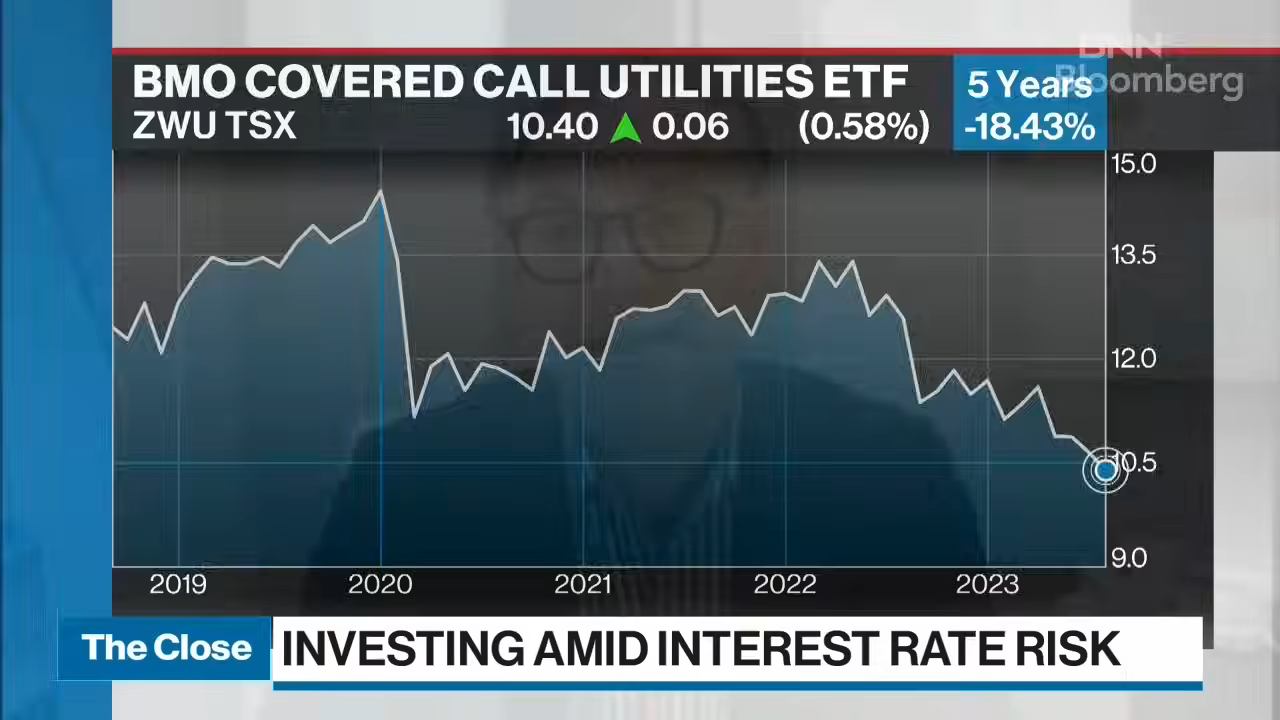 BNN
Bloomberg
BMO COVERED CALL UTILITIES ETF
ZWU TSX 10.40 ▲ 0.06 (0.58%)
5 Years
-18.43%
15.0
13.5
12.0
10.5
9.0
2019 2020 2021 2022 2023
The Close
INVESTING AMID INTEREST RATE RISK